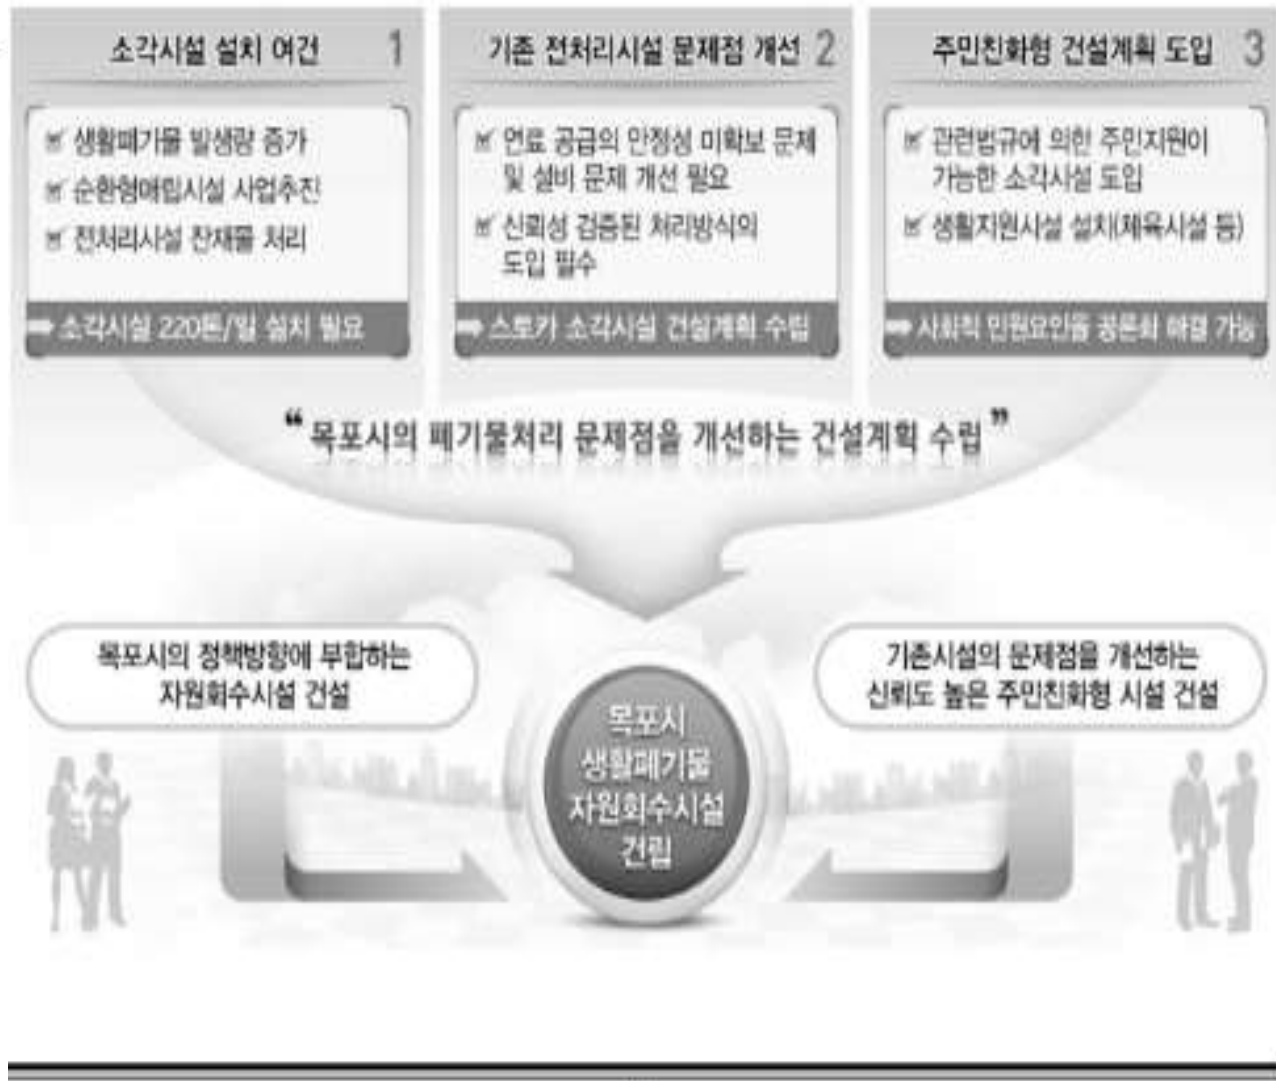 소각시설 설치 여건 1
생활폐기물 발생량 증가
순환형매립시설 사업추진
전처리시설 잔재물 처리
소각시설 220톤/일 설치 필요
기존 전처리시설 문제점 개선 2
연료 공급의 안정성 미확보 문제
및 설비 문제 개선 필요
신뢰성 검증된 처리방식의
도입 필수
스토카 소각시설 건설계획 수립
주민친화형 건설계획 도입 3
관련법규에 의한 주민지원이
가능한 소각시설 도입
생활지원시설 설치(체육시설 등)
사회적 민원요인을 공론화 해결 가능
“목포시의 폐기물처리 문제점을 개선하는 건설계획 수립”
목포시의 정책방향에 부합하는
자원회수시설 건설
기존시설의 문제점을 개선하는
신뢰도 높은 주민친화형 시설 건설
목포시
생활폐기물
자원회수시설
건립